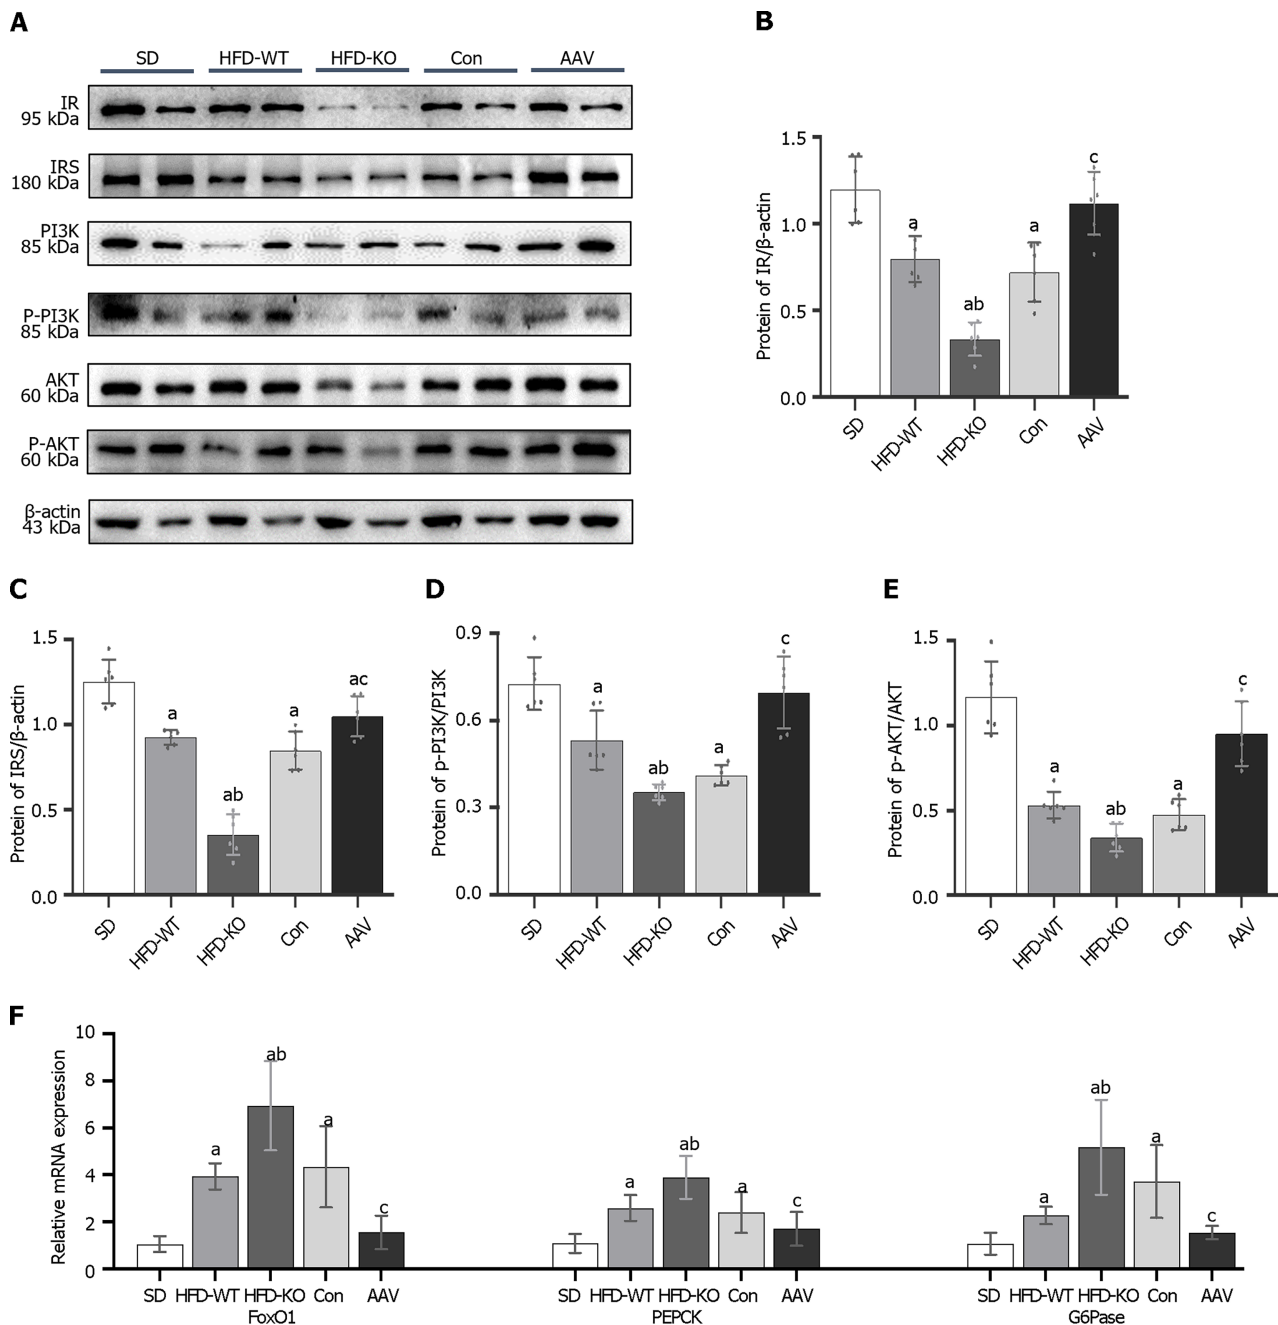 A
SD HFD-WT HFD-KO Con AAV
IR
95 kDa
IRS
180 kDa
PI3K
85 kDa
P-PI3K
85 kDa
AKT
60 kDa
P-AKT
60 kDa
β-actin
43 kDa
B
Protein of IR/β-actin
1.5
1.0
0.5
0.0
a
ab
a
c
SD HFD-WT HFD-KO Con AAV
C
Protein of IRS/β-actin
1.5
1.0
0.5
0.0
a
ab
a
ac
SD HFD-WT HFD-KO Con AAV
D
Protein of p-PI3K/PI3K
0.9
0.6
0.3
0.0
a
ab
a
c
SD HFD-WT HFD-KO Con AAV
E
Protein of p-AKT/AKT
1.5
1.0
0.5
0.0
a
ab
a
c
SD HFD-WT HFD-KO Con AAV
F
Relative mRNA expression
10
8
6
4
2
0
a ab a c
a ab a c
a ab a c
SD HFD-WT HFD-KO Con AAV SD HFD-WT HFD-KO Con AAV SD HFD-WT HFD-KO Con AAV
FoxO1 PEPCK G6Pase